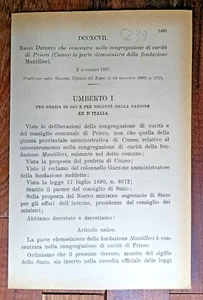 1489
5239
DCCXCVII.
REGIO DECRETO che concentra nella congregazione di carità
di Priero (Cuneo) la parte elemosiniera della fondazione
Mantilleri.
2 novembre 1892.
(Pubblicato nella Gazzetta Ufficiale del Regno il 24 novembre 1892, n. 275)
UMBERTO I
PER GRAZIA DI DIO E PER VOLONTÀ DELLA NAZIONE
RE D'ITALIA
Viste le deliberazioni della congregazione di carità e
del consiglio comunale di Priero, non che quella della
giunta provinciale amministrativa di Cuneo, relative al
concentramento nella congregazione di carità della fon-
dazione Mantilleri, esistente nel detto comune;
Vista la proposta del prefetto di Cuneo;
Visto il reclamo del colonnello Garrone amministratore
della fondazione suddetta;
Vista la legge 17 luglio 1890, n. 6972;
Sentito il parere del consiglio di Stato;
Sulla proposta del Nostro ministro segretario di Stato
per gli affari dell'interno, presidente del consiglio dei
ministri;
Abbiamo decretato e decretiamo:
Articolo unico.
La parte elemosiniera della fondazione Mantilleri è con-
centrata nella congregazione di carità di Priero.
Ordiniamo che il presente decreto, munito del sigillo
dello Stato, sia inserto nella raccolta ufficiale delle leggi